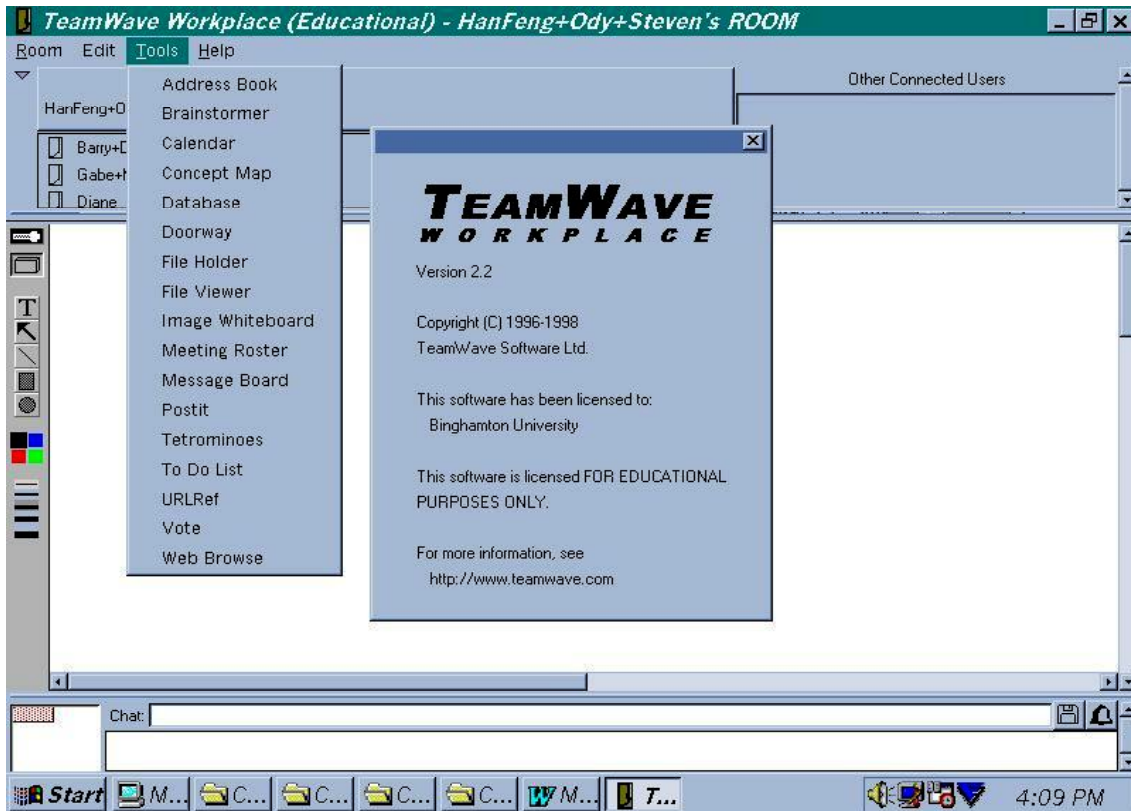 TeamWave Workplace (Educational) - HanFeng+Ody+Steven's ROOM
Room Edit Tools Help
Other Connected Users
HanFeng+O
Barry+D
Gabe+
Diane
Address Book
Brainstormer
Calendar
Concept Map
Database
Doorway
File Holder
File Viewer
Image Whiteboard
Meeting Roster
Message Board
Postit
Tetrominoes
To Do List
URLRef
Vote
Web Browse
TEAMWAVE
WORKPLACE
Version 2.2
Copyright (C) 1996-1998
TeamWave Software Ltd.
This software has been licensed to:
Binghamton University
This software is licensed FOR EDUCATIONAL
PURPOSES ONLY.
For more information, see
http://www.teamwave.com
T
Chat:
Start M... C... C... C... C... M... T... 4:09 PM